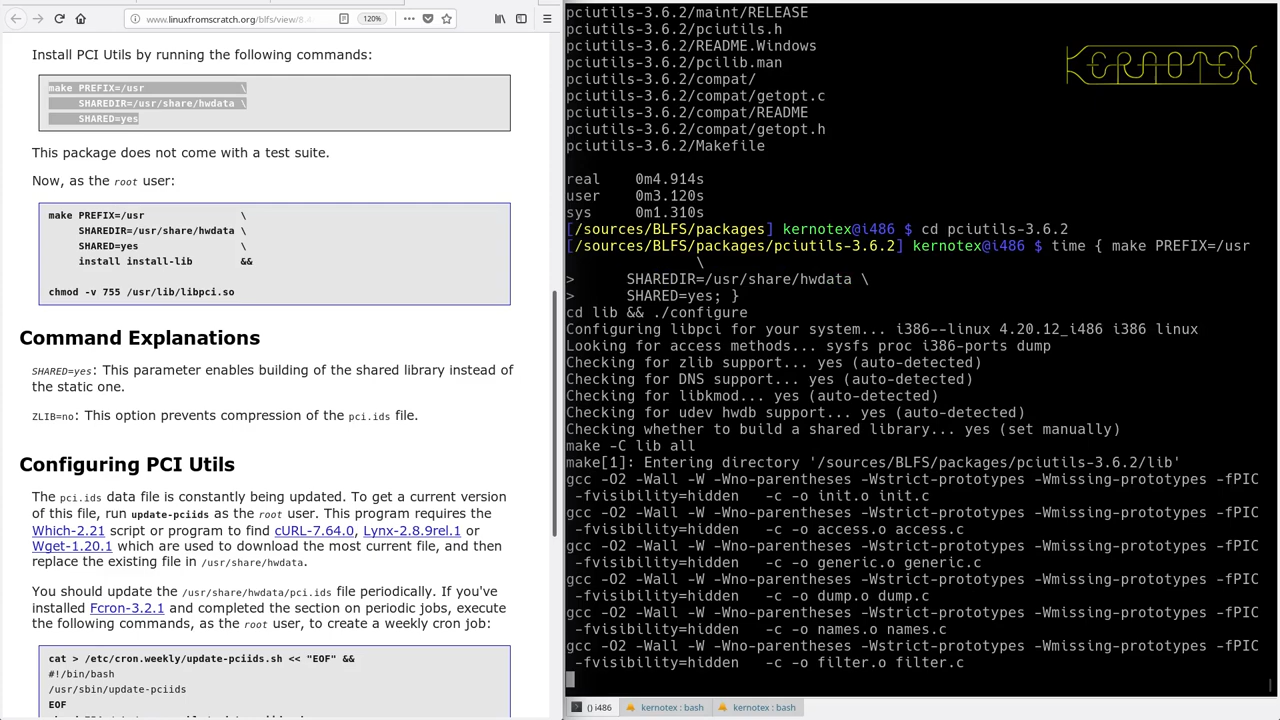 www.linuxfromscratch.org/blfs/view/8.4
120%
Install PCI Utils by running the following commands:
make PREFIX=/usr                \
     SHAREDIR=/usr/share/hwdata \
     SHARED=yes
This package does not come with a test suite.
Now, as the root user:
make PREFIX=/usr                \
     SHAREDIR=/usr/share/hwdata \
     SHARED=yes                 \
     install install-lib        &&
chmod -v 755 /usr/lib/libpci.so
Command Explanations
SHARED=yes: This parameter enables building of the shared library instead of
the static one.
ZLIB=no: This option prevents compression of the pci.ids file.
Configuring PCI Utils
The pci.ids data file is constantly being updated. To get a current version
of this file, run update-pciids as the root user. This program requires the
Which-2.21 script or program to find cURL-7.64.0, Lynx-2.8.9rel.1 or
Wget-1.20.1 which are used to download the most current file, and then
replace the existing file in /usr/share/hwdata.
You should update the /usr/share/hwdata/pci.ids file periodically. If you've
installed Fcron-3.2.1 and completed the section on periodic jobs, execute
the following commands, as the root user, to create a weekly cron job:
cat > /etc/cron.weekly/update-pciids.sh << "EOF" &&
#!/bin/bash
/usr/sbin/update-pciids
EOF
pciutils-3.6.2/maint/RELEASE
pciutils-3.6.2/pciutils.h
pciutils-3.6.2/README.Windows
pciutils-3.6.2/pcilib.man
pciutils-3.6.2/compat/
pciutils-3.6.2/compat/getopt.c
pciutils-3.6.2/compat/README
pciutils-3.6.2/compat/getopt.h
pciutils-3.6.2/Makefile
real    0m4.914s
user    0m3.120s
sys     0m1.310s
[/sources/BLFS/packages] kernotex@i486 $ cd pciutils-3.6.2
[/sources/BLFS/packages/pciutils-3.6.2] kernotex@i486 $ time { make PREFIX=/usr
                \
>      SHAREDIR=/usr/share/hwdata \
>      SHARED=yes; }
cd lib && ./configure
Configuring libpci for your system... i386--linux 4.20.12_i486 i386 linux
Looking for access methods... sysfs proc i386-ports dump
Checking for zlib support... yes (auto-detected)
Checking for DNS support... yes (auto-detected)
Checking for libkmod... yes (auto-detected)
Checking for udev hwdb support... yes (auto-detected)
Checking whether to build a shared library... yes (set manually)
make -C lib all
make[1]: Entering directory '/sources/BLFS/packages/pciutils-3.6.2/lib'
gcc -O2 -Wall -W -Wno-parentheses -Wstrict-prototypes -Wmissing-prototypes -fPIC
 -fvisibility=hidden   -c -o init.o init.c
gcc -O2 -Wall -W -Wno-parentheses -Wstrict-prototypes -Wmissing-prototypes -fPIC
 -fvisibility=hidden   -c -o access.o access.c
gcc -O2 -Wall -W -Wno-parentheses -Wstrict-prototypes -Wmissing-prototypes -fPIC
 -fvisibility=hidden   -c -o generic.o generic.c
gcc -O2 -Wall -W -Wno-parentheses -Wstrict-prototypes -Wmissing-prototypes -fPIC
 -fvisibility=hidden   -c -o dump.o dump.c
gcc -O2 -Wall -W -Wno-parentheses -Wstrict-prototypes -Wmissing-prototypes -fPIC
 -fvisibility=hidden   -c -o names.o names.c
gcc -O2 -Wall -W -Wno-parentheses -Wstrict-prototypes -Wmissing-prototypes -fPIC
 -fvisibility=hidden   -c -o filter.o filter.c
KERNOTEX
() i486
kernotex : bash
kernotex : bash